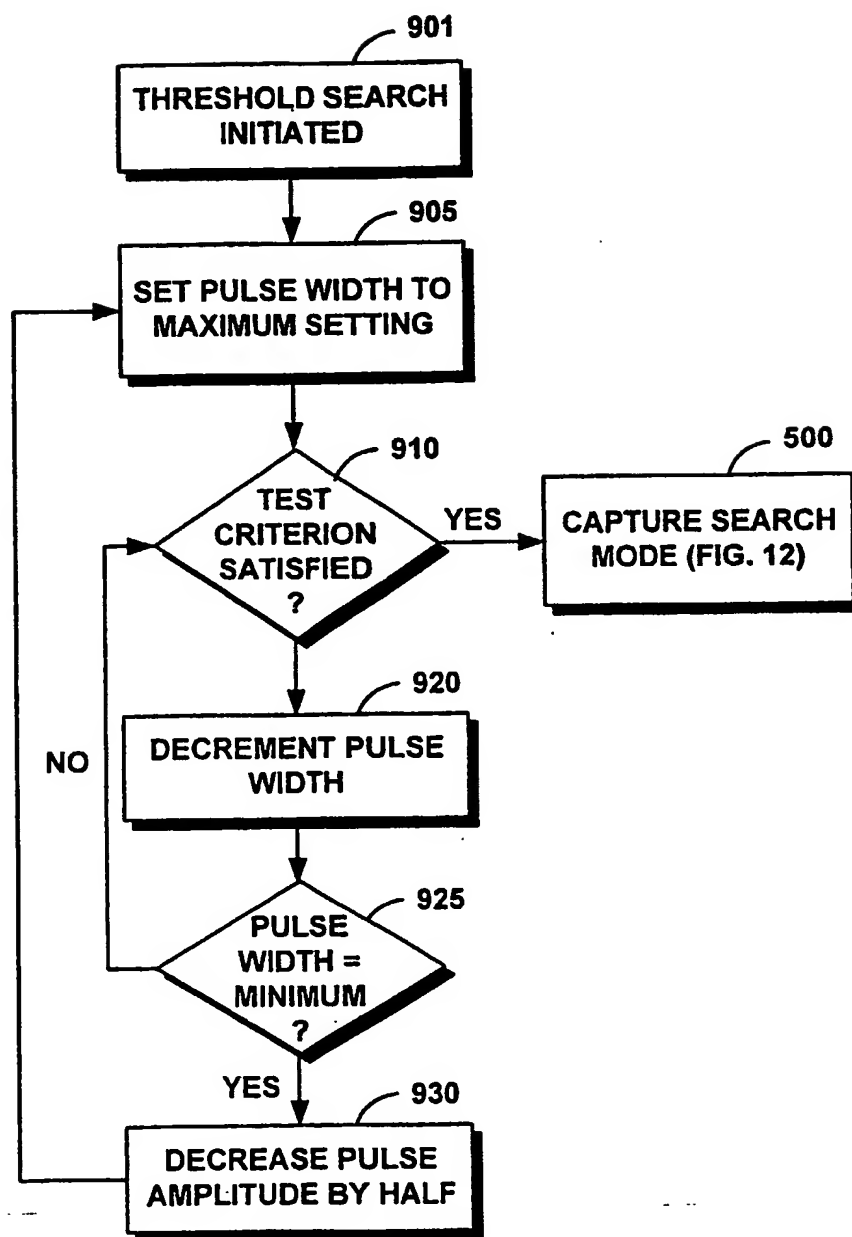 901
THRESHOLD SEARCH
INITIATED
905
SET PULSE WIDTH TO
MAXIMUM SETTING
910
TEST
CRITERION
SATISFIED
?
YES
500
CAPTURE SEARCH
MODE (FIG. 12)
920
DECREMENT PULSE
WIDTH
NO
925
PULSE
WIDTH =
MINIMUM
?
YES
930
DECREASE PULSE
AMPLITUDE BY HALF